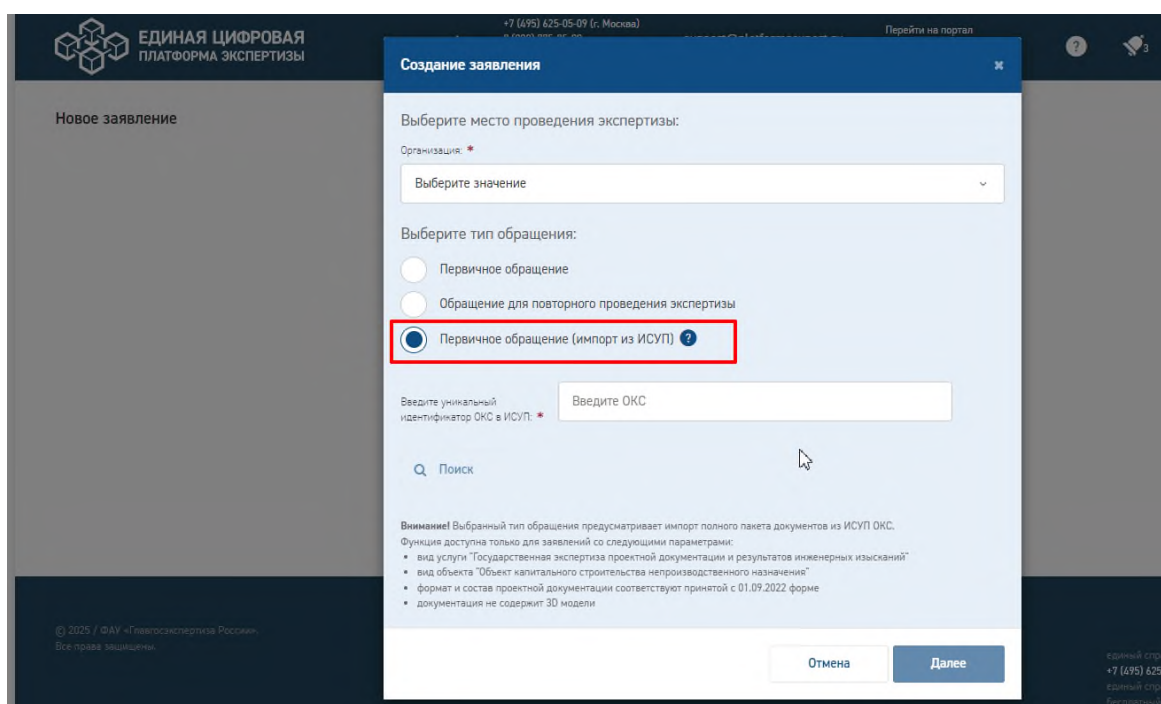 ЕДИНАЯ ЦИФРОВАЯ
ПЛАТФОРМА ЭКСПЕРТИЗЫ
+7 (495) 625-05-09 (г. Москва)
Перейти на портал
?
3
Создание заявления
Новое заявление
Выберите место проведения экспертизы:
Организация: *
Выберите значение
Выберите тип обращения:
Первичное обращение
Обращение для повторного проведения экспертизы
Первичное обращение (импорт из ИСУП) ?
Введите уникальный
идентификатор ОКС в ИСУП: *
Введите ОКС
Поиск
Внимание! Выбранный тип обращения предусматривает импорт полного пакета документов из ИСУП ОКС.
Функция доступна только для заявлений со следующими параметрами:
• вид услуги "Государственная экспертиза проектной документации и результатов инженерных изысканий"
• вид объекта "Объект капитального строительства непроизводственного назначения"
• формат и состав проектной документации соответствуют принятой с 01.09.2022 форме
• документация не содержит 3D модели
© 2025 / ФАУ «Главгосэкспертиза России».
Все права защищены.
Отмена
Далее
единый спр
+7 (495) 625
единый спр